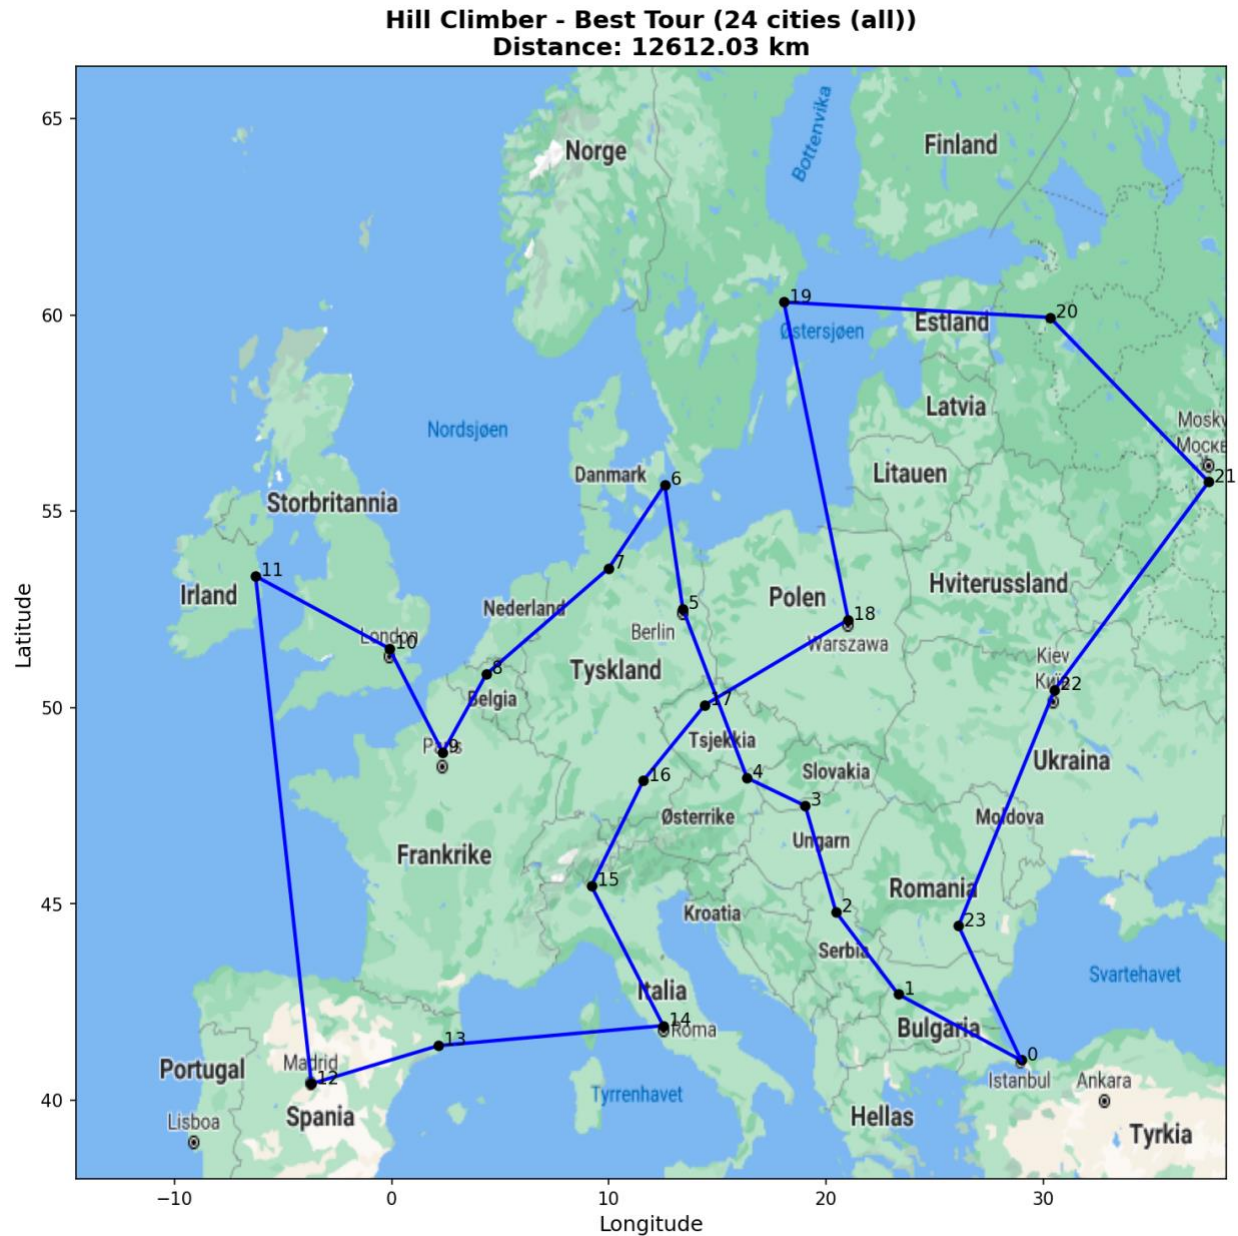 Hill Climber - Best Tour (24 cities (all))
Distance: 12612.03 km
65
60
55
50
45
40
Latitude
−10
0
10
20
30
Longitude
Norge
Bottenvika
Finland
19
20
Østersjøen
Estland
Latvia
Moskv
Москв
21
Nordsjøen
Danmark
6
Litauen
Storbritannia
11
7
Irland
Nederland
Polen
Hviterussland
5
18
Berlin
Warszawa
London
10
Tyskland
Kiev
Київ
22
8
Belgia
17
Paris
9
Tsjekkia
Ukraina
16
4
Slovakia
3
Østerrike
Moldova
Frankrike
Ungarn
15
Romania
2
Kroatia
23
Serbia
Svartehavet
1
Italia
14
Roma
Bulgaria
13
0
Portugal
Madrid
12
Istanbul
Ankara
Tyrrenhavet
Lisboa
Spania
Hellas
Tyrkia